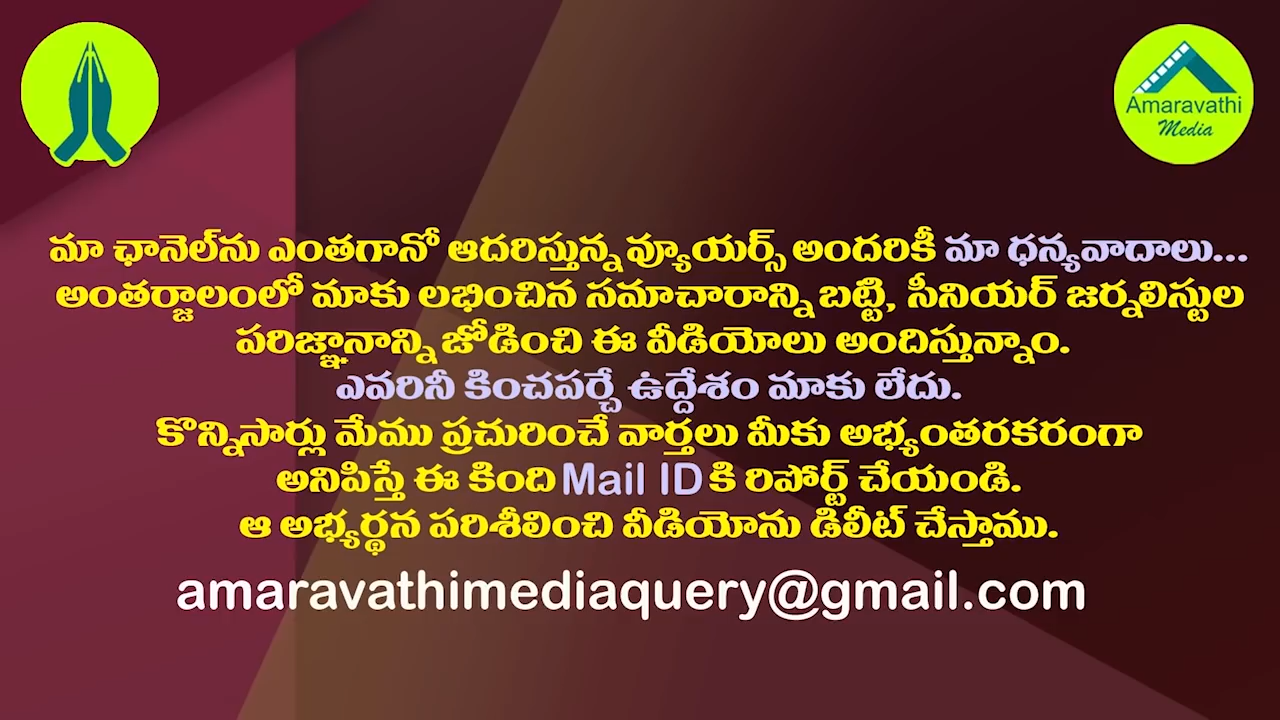 Amaravathi
Media
మా ఛానెల్‌ను ఎంతగానో ఆదరిస్తున్న వ్యూయర్స్ అందరికీ మా ధన్యవాదాలు...
అంతర్జాలంలో మాకు లభించిన సమాచారాన్ని బట్టి, సీనియర్ జర్నలిస్టుల
పరిజ్ఞానాన్ని జోడించి ఈ వీడియోలు అందిస్తున్నాం.
ఎవరినీ కించపర్చే ఉద్దేశం మాకు లేదు.
కొన్నిసార్లు మేము ప్రచురించే వార్తలు మీకు అభ్యంతరకరంగా
అనిపిస్తే ఈ కింది Mail ID కి రిపోర్ట్ చేయండి.
ఆ అభ్యర్థన పరిశీలించి వీడియోను డిలీట్ చేస్తాము.
amaravathimediaquery@gmail.com